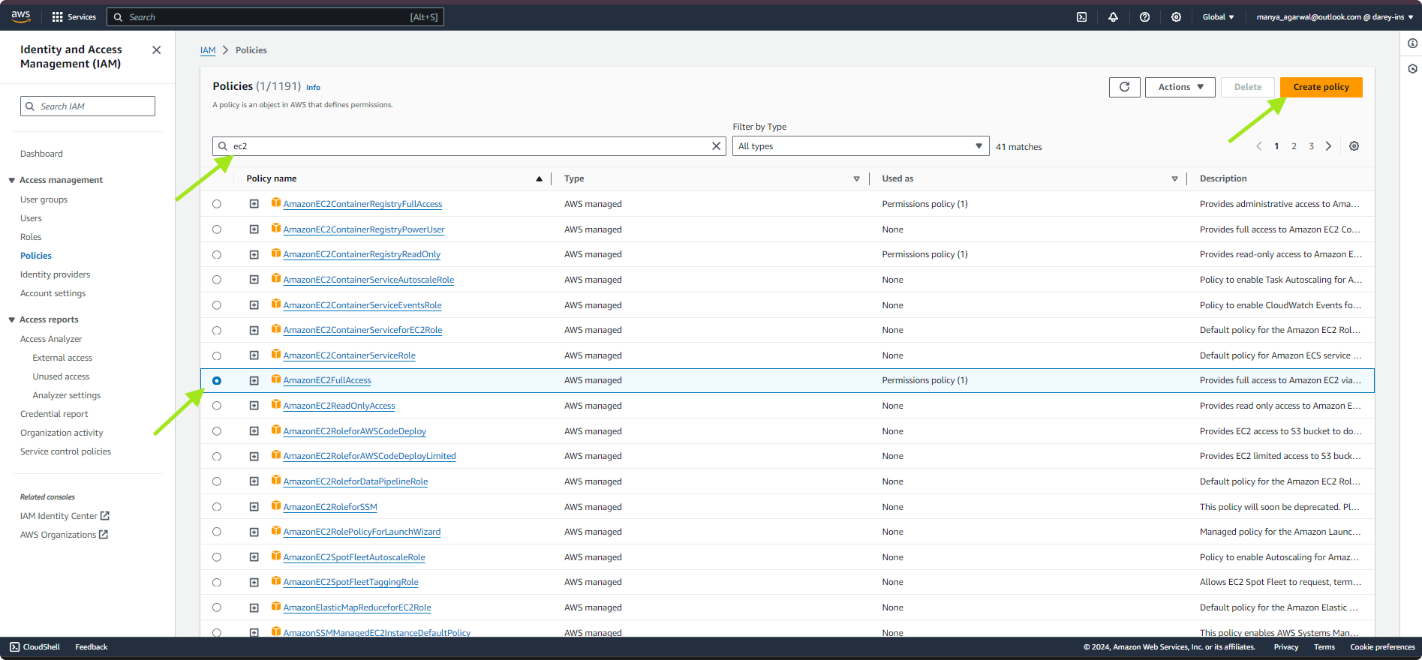 aws Services Search [Alt+S] Global manya_agarwal@outlook.com @ darey-ins
Identity and Access Management (IAM)
Search IAM
Dashboard
Access management
User groups
Users
Roles
Policies
Identity providers
Account settings
Access reports
Access Analyzer
External access
Unused access
Analyzer settings
Credential report
Organization activity
Service control policies
Related consoles
IAM Identity Center
AWS Organizations
IAM > Policies
Policies (1/1191) Info
A policy is an object in AWS that defines permissions.
Actions Delete Create policy
Filter by Type
ec2 All types 41 matches 1 2 3
Policy name Type Used as Description
AmazonEC2ContainerRegistryFullAccess AWS managed Permissions policy (1) Provides administrative access to Ama...
AmazonEC2ContainerRegistryPowerUser AWS managed None Provides full access to Amazon EC2 Co...
AmazonEC2ContainerRegistryReadOnly AWS managed Permissions policy (1) Provides read-only access to Amazon E...
AmazonEC2ContainerServiceAutoscaleRole AWS managed None Policy to enable Task Autoscaling for A...
AmazonEC2ContainerServiceEventsRole AWS managed None Policy to enable CloudWatch Events fo...
AmazonEC2ContainerServiceforEC2Role AWS managed None Default policy for the Amazon EC2 Rol...
AmazonEC2ContainerServiceRole AWS managed None Default policy for Amazon ECS service ...
AmazonEC2FullAccess AWS managed Permissions policy (1) Provides full access to Amazon EC2 via...
AmazonEC2ReadOnlyAccess AWS managed None Provides read only access to Amazon E...
AmazonEC2RoleforAWSCodeDeploy AWS managed None Provides EC2 access to S3 bucket to do...
AmazonEC2RoleforAWSCodeDeployLimited AWS managed None Provides EC2 limited access to S3 buck...
AmazonEC2RoleforDataPipelineRole AWS managed None Default policy for the Amazon EC2 Rol...
AmazonEC2RoleforSSM AWS managed None This policy will soon be deprecated. Pl...
AmazonEC2RolePolicyForLaunchWizard AWS managed None Managed policy for the Amazon Launc...
AmazonEC2SpotFleetAutoscaleRole AWS managed None Policy to enable Autoscaling for Amaz...
AmazonEC2SpotFleetTaggingRole AWS managed None Allows EC2 Spot Fleet to request, term...
AmazonElasticMapReduceforEC2Role AWS managed None Default policy for the Amazon Elastic ...
AmazonSSMManagedEC2InstanceDefaultPolicy AWS managed None This policy enables AWS Systems Man...
CloudShell Feedback © 2024, Amazon Web Services, Inc. or its affiliates. Privacy Terms Cookie preferences